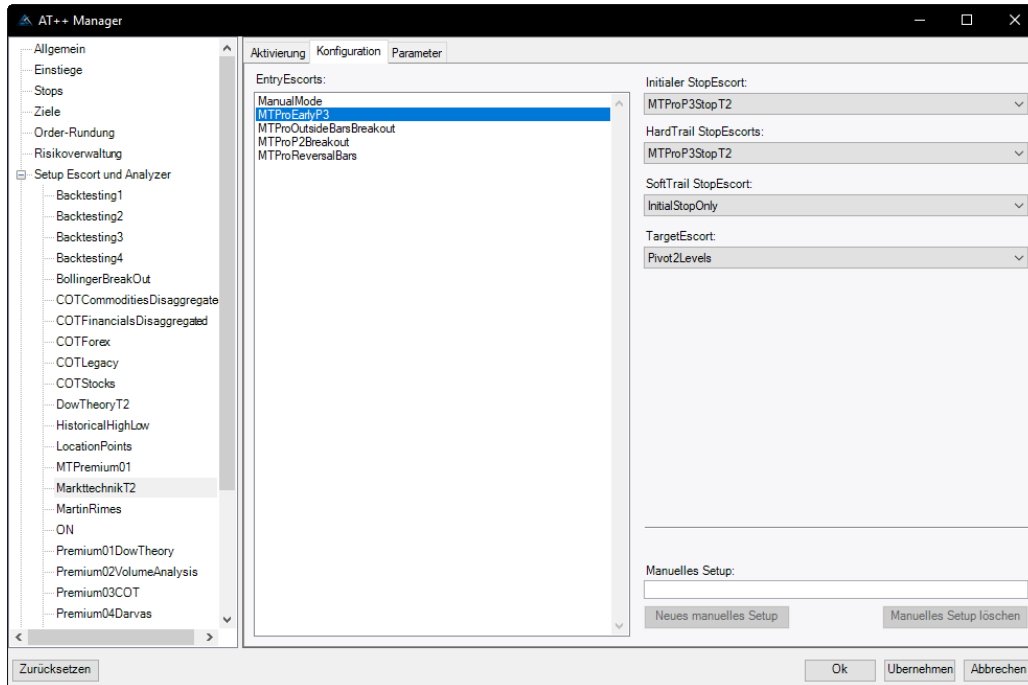 AT++ Manager
Allgemein
Einstiege
Stops
Ziele
Order-Rundung
Risikoverwaltung
Setup Escort und Analyzer
Backtesting1
Backtesting2
Backtesting3
Backtesting4
BollingerBreakOut
COTCommoditiesDisaggregate
COTFinancialsDisaggregated
COTForex
COTLegacy
COTStocks
DowTheoryT2
HistoricalHighLow
LocationPoints
MTPremium01
MarkttechnikT2
MartinRimes
ON
Premium01DowTheory
Premium02VolumeAnalysis
Premium03COT
Premium04Darvas
Aktivierung Konfiguration Parameter
EntryEscorts:
ManualMode
MTProEarlyP3
MTProOutsideBarsBreakout
MTProP2Breakout
MTProReversalBars
Initialer StopEscort:
MTProP3StopT2
HardTrail StopEscorts:
MTProP3StopT2
SoftTrail StopEscort:
InitialStopOnly
TargetEscort:
Pivot2Levels
Manuelles Setup:
Neues manuelles Setup Manuelles Setup löschen
Zurücksetzen Ok Ubernehmen Abbrechen